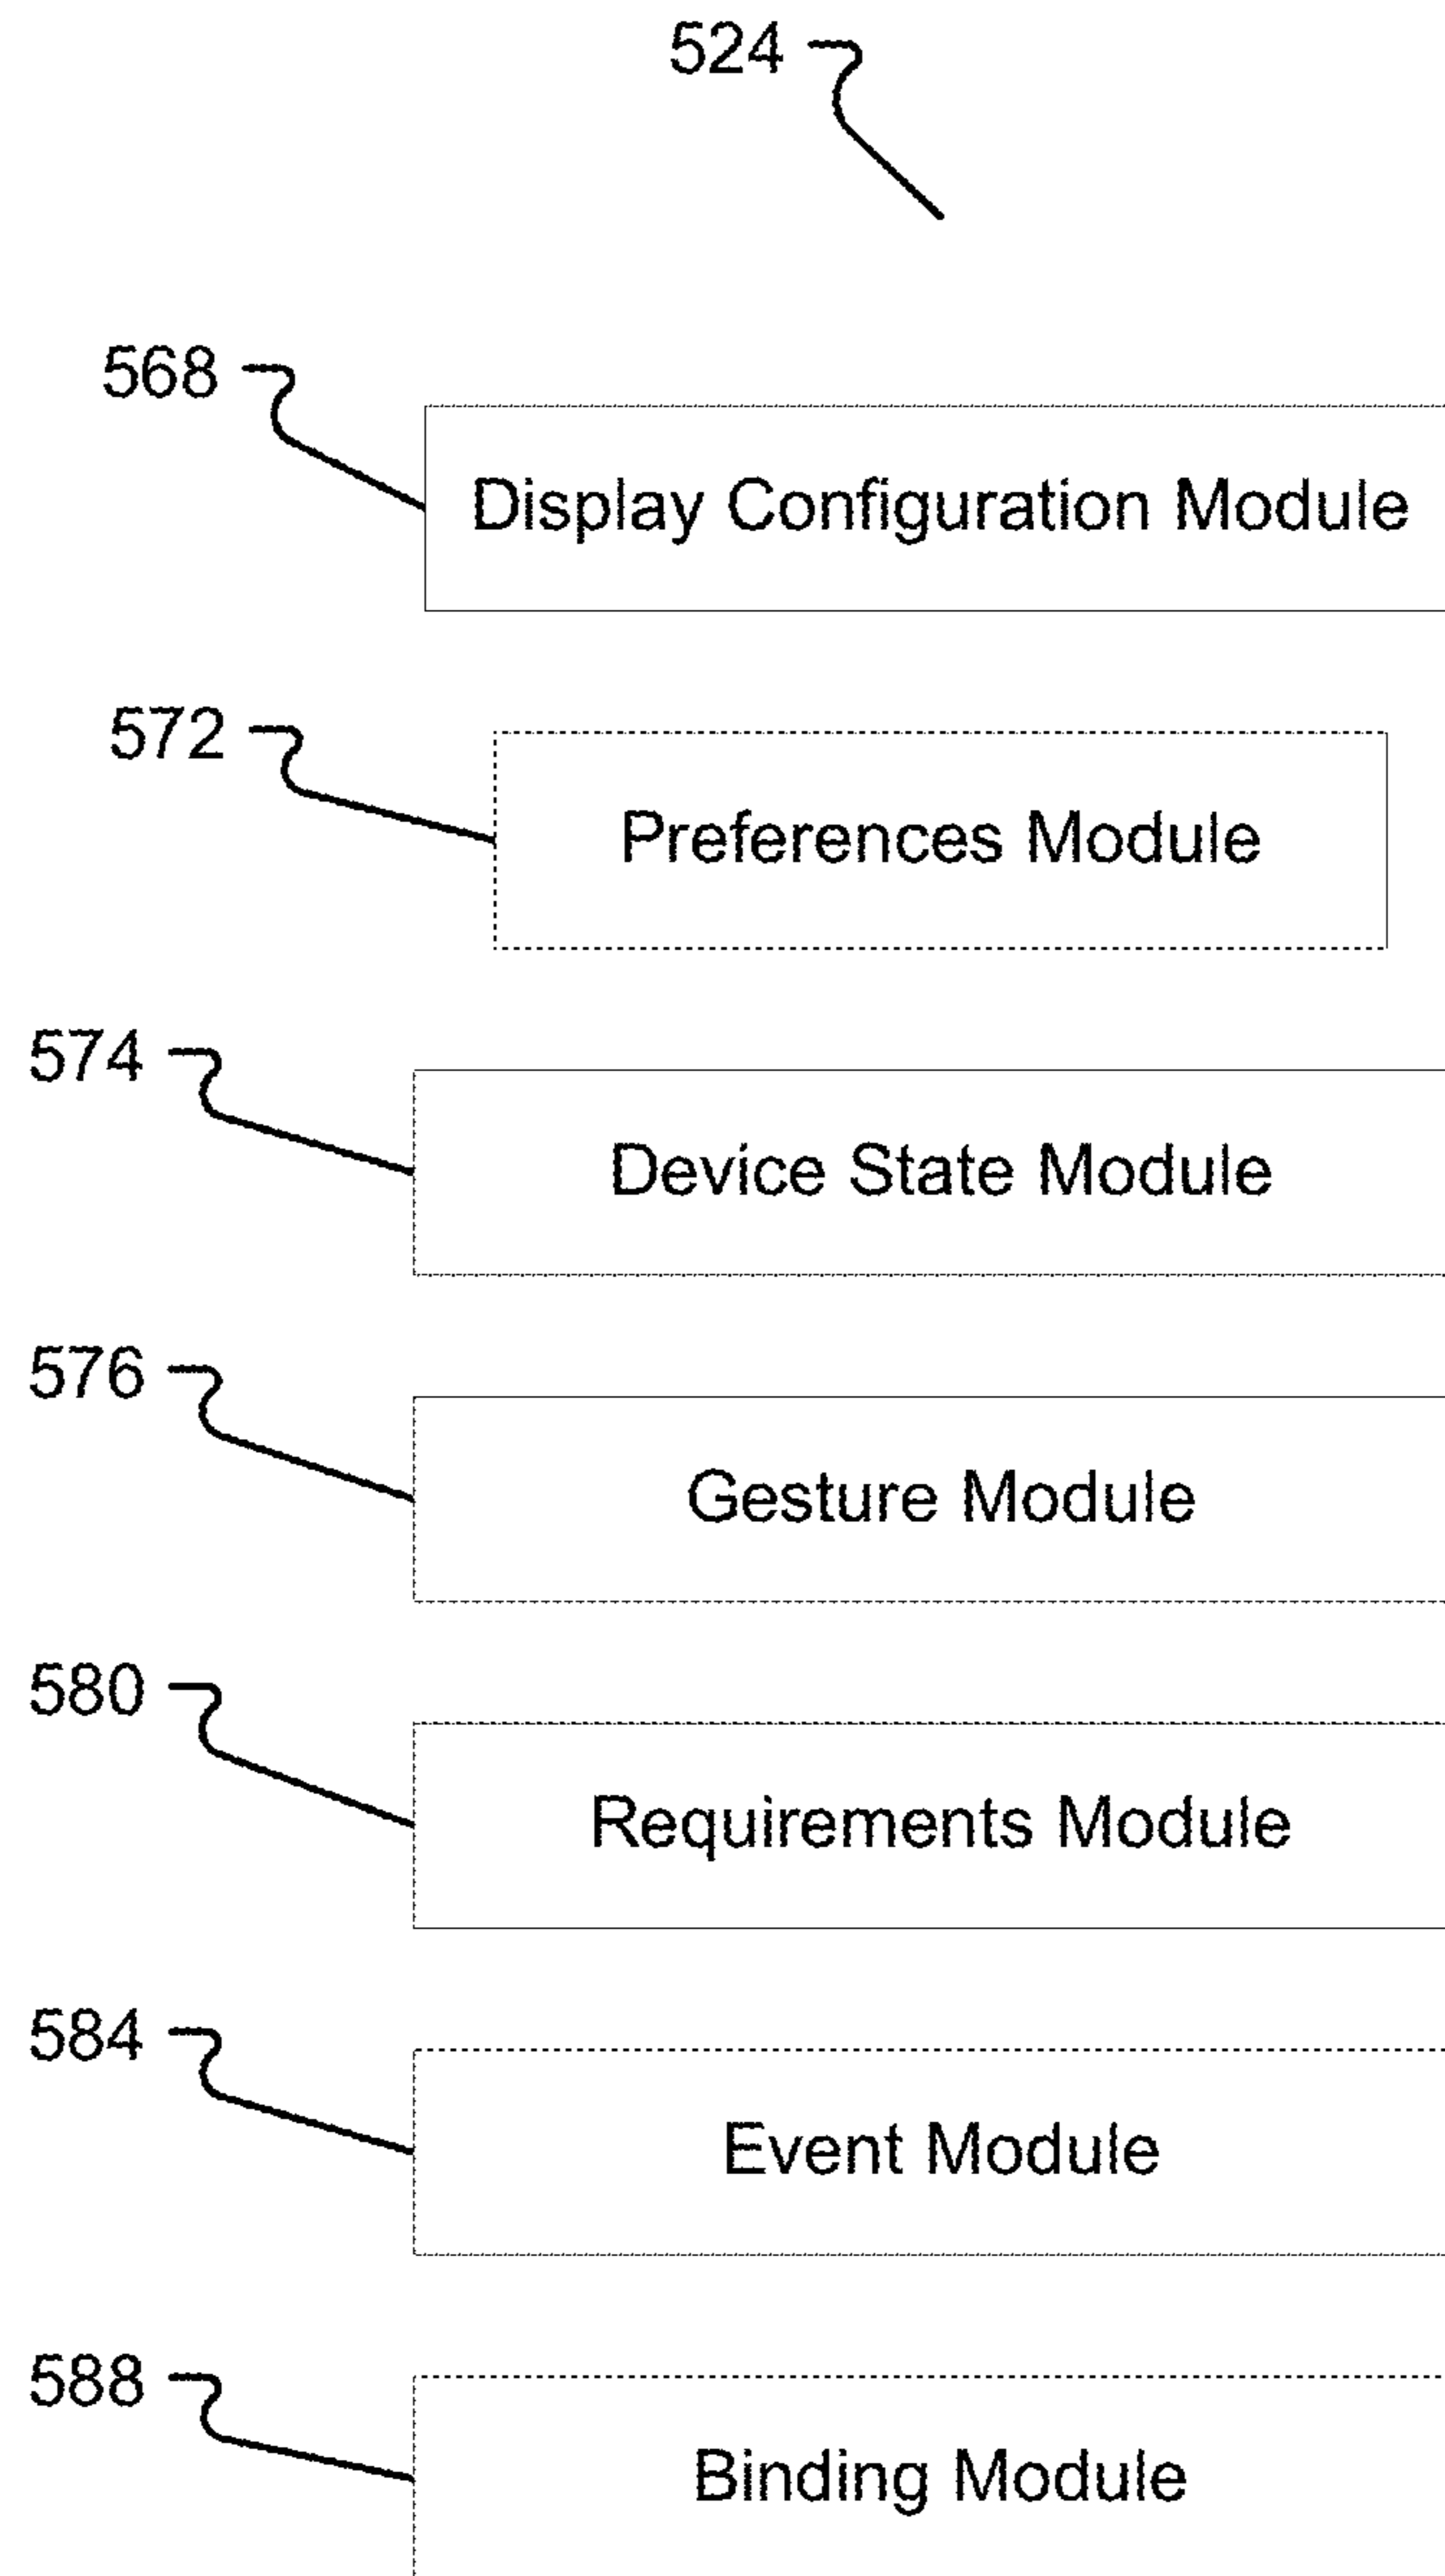 524
568
Display Configuration Module
572
Preferences Module
574
Device State Module
576
Gesture Module
580
Requirements Module
584
Event Module
588
Binding Module